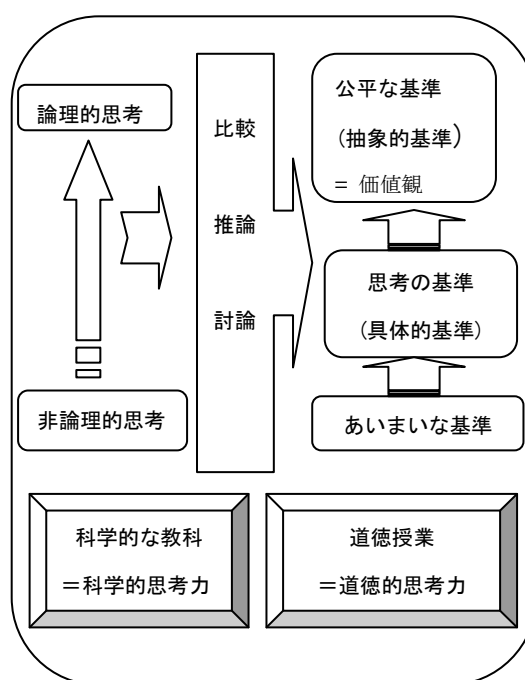 論理的思考
非論理的思考
比較
推論
討論
公平な基準
(抽象的基準)
= 価値観
思考の基準
(具体的基準)
あいまいな基準
科学的な教科
＝科学的思考力
道徳授業
＝道徳的思考力